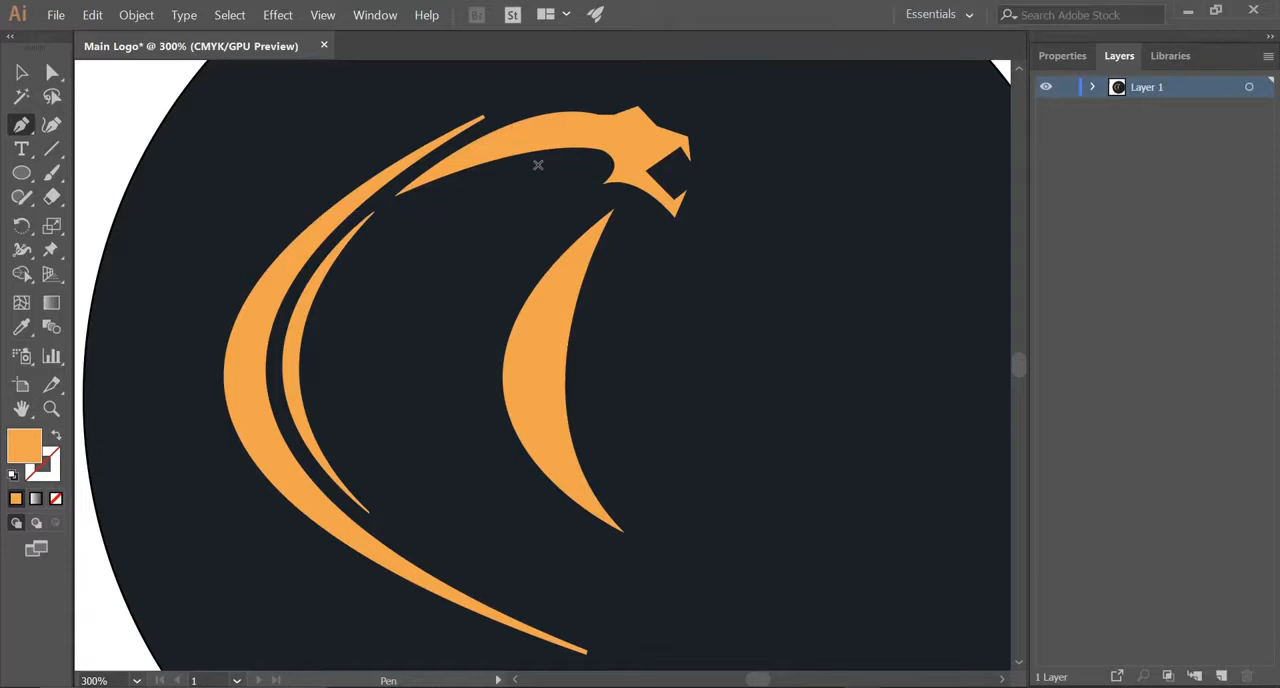 Ai File Edit Object Type Select Effect View Window Help Br St Essentials Search Adobe Stock
Main Logo* @ 300% (CMYK/GPU Preview)
Properties Layers Libraries
Layer 1
300% 1 Pen 1 Layer